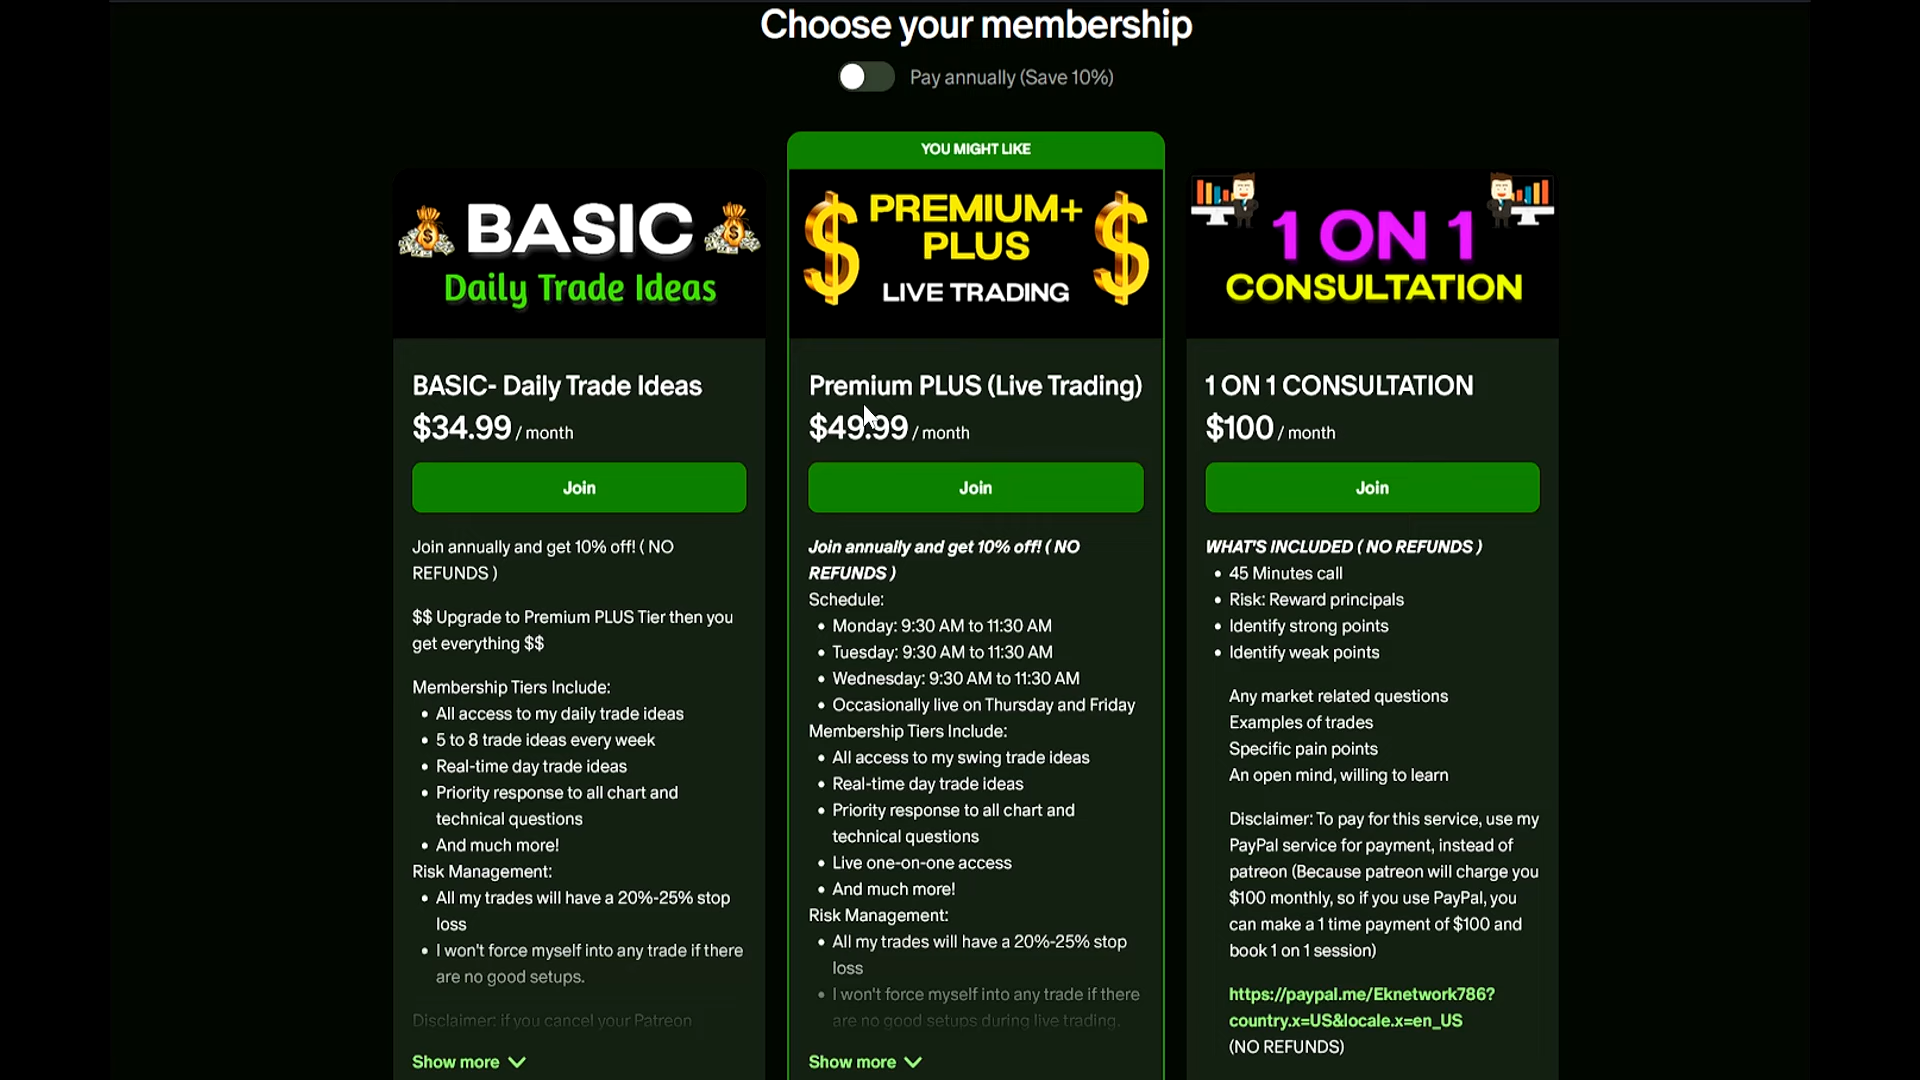 Choose your membership
Pay annually (Save 10%)
BASIC
Daily Trade Ideas
BASIC- Daily Trade Ideas
$34.99 / month
Join
Join annually and get 10% off! ( NO
REFUNDS )
$$ Upgrade to Premium PLUS Tier then you
get everything $$
Membership Tiers Include:
• All access to my daily trade ideas
• 5 to 8 trade ideas every week
• Real-time day trade ideas
• Priority response to all chart and
technical questions
• And much more!
Risk Management:
• All my trades will have a 20%-25% stop
loss
• I won't force myself into any trade if there
are no good setups.
Disclaimer: if you cancel your Patreon
Show more
YOU MIGHT LIKE
$ PREMIUM+ $
PLUS
LIVE TRADING
Premium PLUS (Live Trading)
$49.99 / month
Join
Join annually and get 10% off! ( NO
REFUNDS )
Schedule:
• Monday: 9:30 AM to 11:30 AM
• Tuesday: 9:30 AM to 11:30 AM
• Wednesday: 9:30 AM to 11:30 AM
• Occasionally live on Thursday and Friday
Membership Tiers Include:
• All access to my swing trade ideas
• Real-time day trade ideas
• Priority response to all chart and
technical questions
• Live one-on-one access
• And much more!
Risk Management:
• All my trades will have a 20%-25% stop
loss
• I won't force myself into any trade if there
are no good setups during live trading.
Show more
1 ON 1
CONSULTATION
1 ON 1 CONSULTATION
$100 / month
Join
WHAT'S INCLUDED ( NO REFUNDS )
• 45 Minutes call
• Risk: Reward principals
• Identify strong points
• Identify weak points
Any market related questions
Examples of trades
Specific pain points
An open mind, willing to learn
Disclaimer: To pay for this service, use my
PayPal service for payment, instead of
patreon (Because patreon will charge you
$100 monthly, so if you use PayPal, you
can make a 1 time payment of $100 and
book 1 on 1 session)
https://paypal.me/Eknetwork786?
country.x=US&locale.x=en_US
(NO REFUNDS)